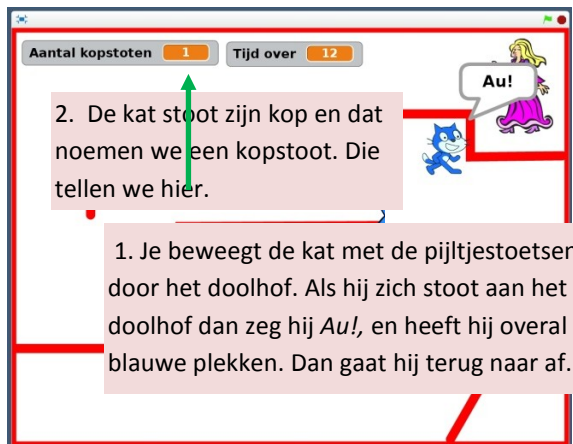 Aantal kopstoten 1 Tijd over 12
Au!
2. De kat stoot zijn kop en dat
noemen we een kopstoot. Die
tellen we hier.
1. Je beweegt de kat met de pijltjestoetsen
door het doolhof. Als hij zich stoot aan het
doolhof dan zeg hij Au!, en heeft hij overal
blauwe plekken. Dan gaat hij terug naar af.